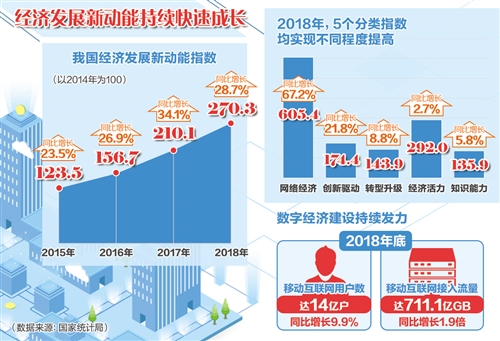 经济发展新动能持续快速成长
我国经济发展新动能指数
(以2014年为100)
同比增长
23.5%
123.5
同比增长
26.9%
156.7
同比增长
34.1%
210.1
同比增长
28.7%
270.3
2015年 2016年 2017年 2018年
(数据来源:国家统计局)
2018年,5个分类指数
均实现不同程度提高
同比增长
67.2%
605.4
同比增长
21.8%
174.4
同比增长
8.8%
143.9
同比增长
2.7%
292.0
同比增长
5.8%
135.9
网络经济 创新驱动 转型升级 经济活力 知识能力
数字经济建设持续发力
2018年底
移动互联网用户数
达14亿户
同比增长9.9%
移动互联网接入流量
达711.1亿GB
同比增长1.9倍